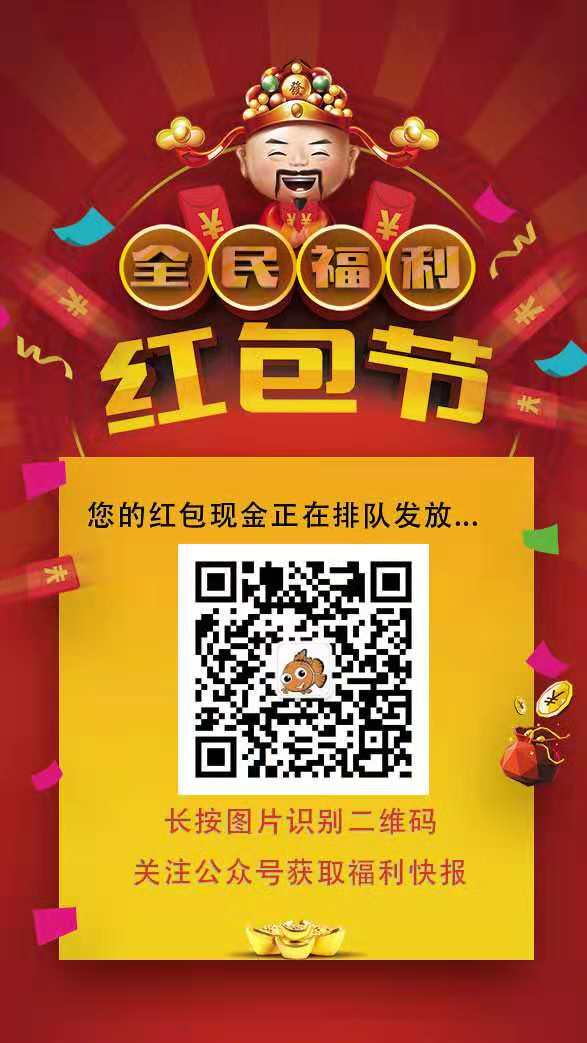 發
全民福利
红包节
您的红包现金正在排队发放...
长按图片识别二维码
关注公众号获取福利快报